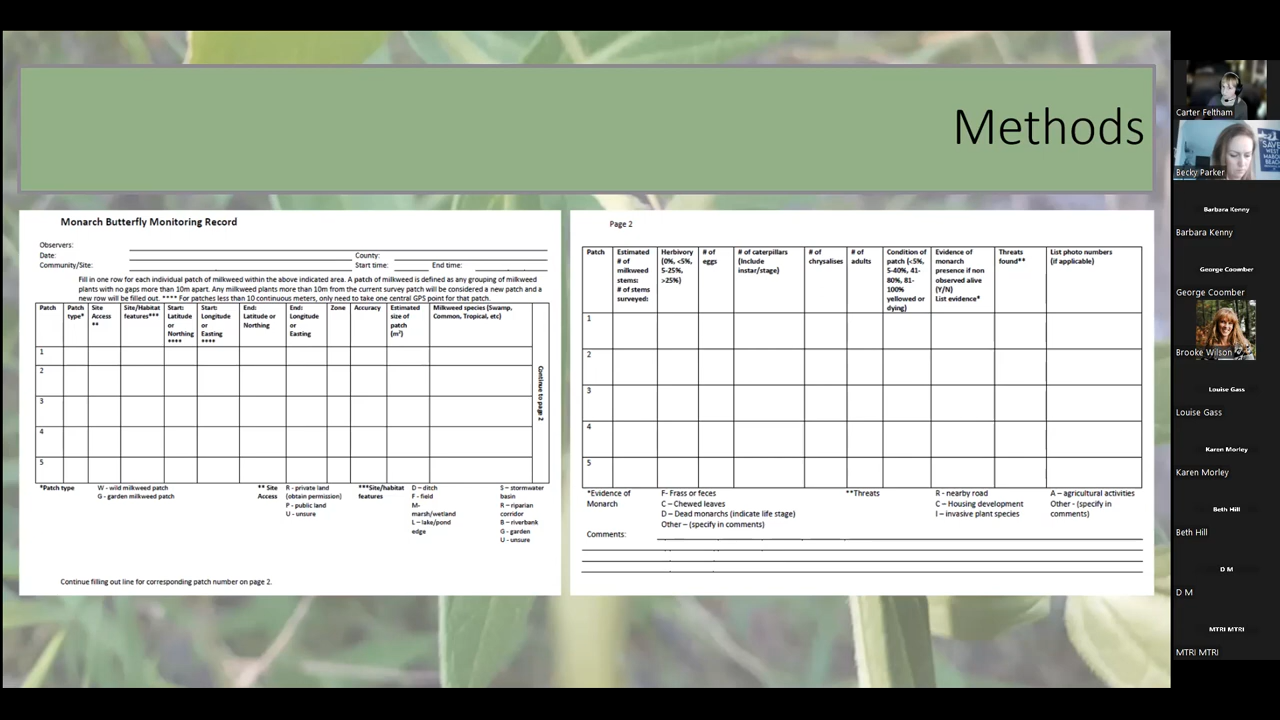 Methods
Monarch Butterfly Monitoring Record
Observers:
Date:
County:
Community/Site:
Start time:
End time:
Fill in one row for each individual patch of milkweed within the above indicated area. A patch of milkweed is defined as any grouping of milkweed
plants with no gaps more than 10m apart. Any milkweed plants more than 10m from the current survey patch will be considered a new patch and a
new row will be filled out. **** For patches less than 10 continuous meters, only need to take one central GPS point for that patch.
Patch
Patch
type*
Site
Access
**
Site/Habitat
features***
Start:
Latitude
or
Northing
****
Start:
Longitude
or
Easting
****
End:
Latitude or
Northing
End:
Longitude
or
Easting
Zone
Accuracy
Estimated
size of
patch
(m²)
Milkweed species (Swamp,
Common, Tropical, etc)
1
2
3
4
5
Continue to page 2
*Patch type
W - wild milkweed patch
G - garden milkweed patch
** Site
Access
R - private land
(obtain permission)
P - public land
U - unsure
***Site/habitat
features
D – ditch
F - field
M-
marsh/wetland
L – lake/pond
edge
S – stormwater
basin
R – riparian
corridor
B – riverbank
G - garden
U - unsure
Continue filling out line for corresponding patch number on page 2.
Page 2
Patch
Estimated
# of
milkweed
stems:
# of stems
surveyed:
Herbivory
(0%, <5%,
5-25%,
>25%)
# of
eggs
# of caterpillars
(Include
instar/stage)
# of
chrysalises
# of
adults
Condition of
patch (<5%,
5-40%, 41-
80%, 81-
100%
yellowed or
dying)
Evidence of
monarch
presence if non
observed alive
(Y/N)
List evidence*
Threats
found**
List photo numbers
(if applicable)
1
2
3
4
5
*Evidence of
Monarch
F- Frass or feces
C – Chewed leaves
D – Dead monarchs (indicate life stage)
Other – (specify in comments)
**Threats
R - nearby road
C – Housing development
I – invasive plant species
A – agricultural activities
Other - (specify in
comments)
Comments:
Carter Feltham
SAVE
WEST
MABOU
BEACH
Becky Parker
Barbara Kenny
Barbara Kenny
George Coomber
George Coomber
Brooke Wilson
Louise Gass
Louise Gass
Karen Morley
Karen Morley
Beth Hill
Beth Hill
D M
D M
MTRI MTRI
MTRI MTRI